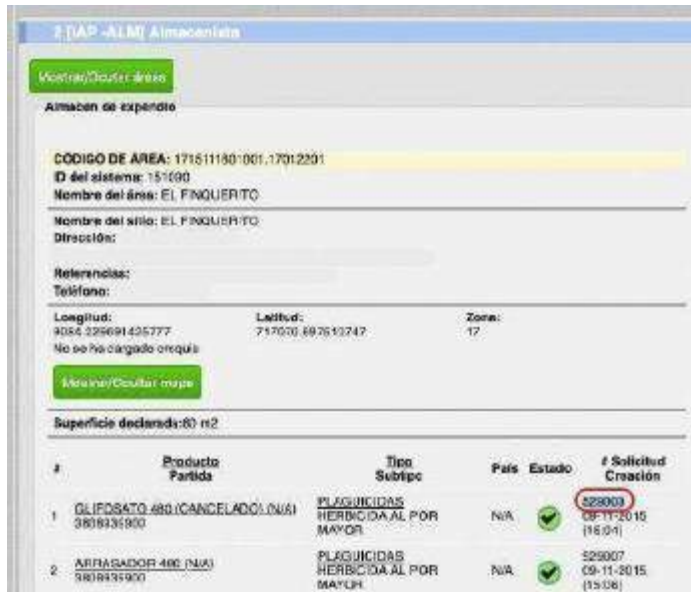 2 [IAP -ALM] Almacenista
Mostrar/Ocultar áreas
Almacen de expendio
CÓDIGO DE ÁREA: 1715111801001.17012201
ID del sistema: 151090
Nombre del área: EL FINQUERITO
Nombre del sitio: EL FINQUERITO
Dirección:
Referencias:
Teléfono:
Longitud: Latitud: Zona:
17
No se ha cargado croquis
Mostrar/Ocultar mapa
Superficie declarada:60 m2
# Producto Tipo País Estado # Solicitud
Partida Subtipo Creación
1 GLIFOSATO 480 (CANCELADO) (N/A) PLAGUICIDAS N/A 529003
3808935900 HERBICIDA AL POR 09-11-2015
MAYOR (15:04)
2 ARRASADOR 480 (N/A) PLAGUICIDAS N/A 529007
3808935900 HERBICIDA AL POR 09-11-2015
MAYOR (15:06)